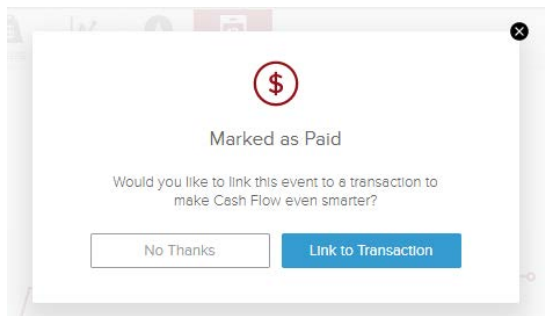 $
Marked as Paid
Would you like to link this event to a transaction to
make Cash Flow even smarter?
No Thanks
Link to Transaction